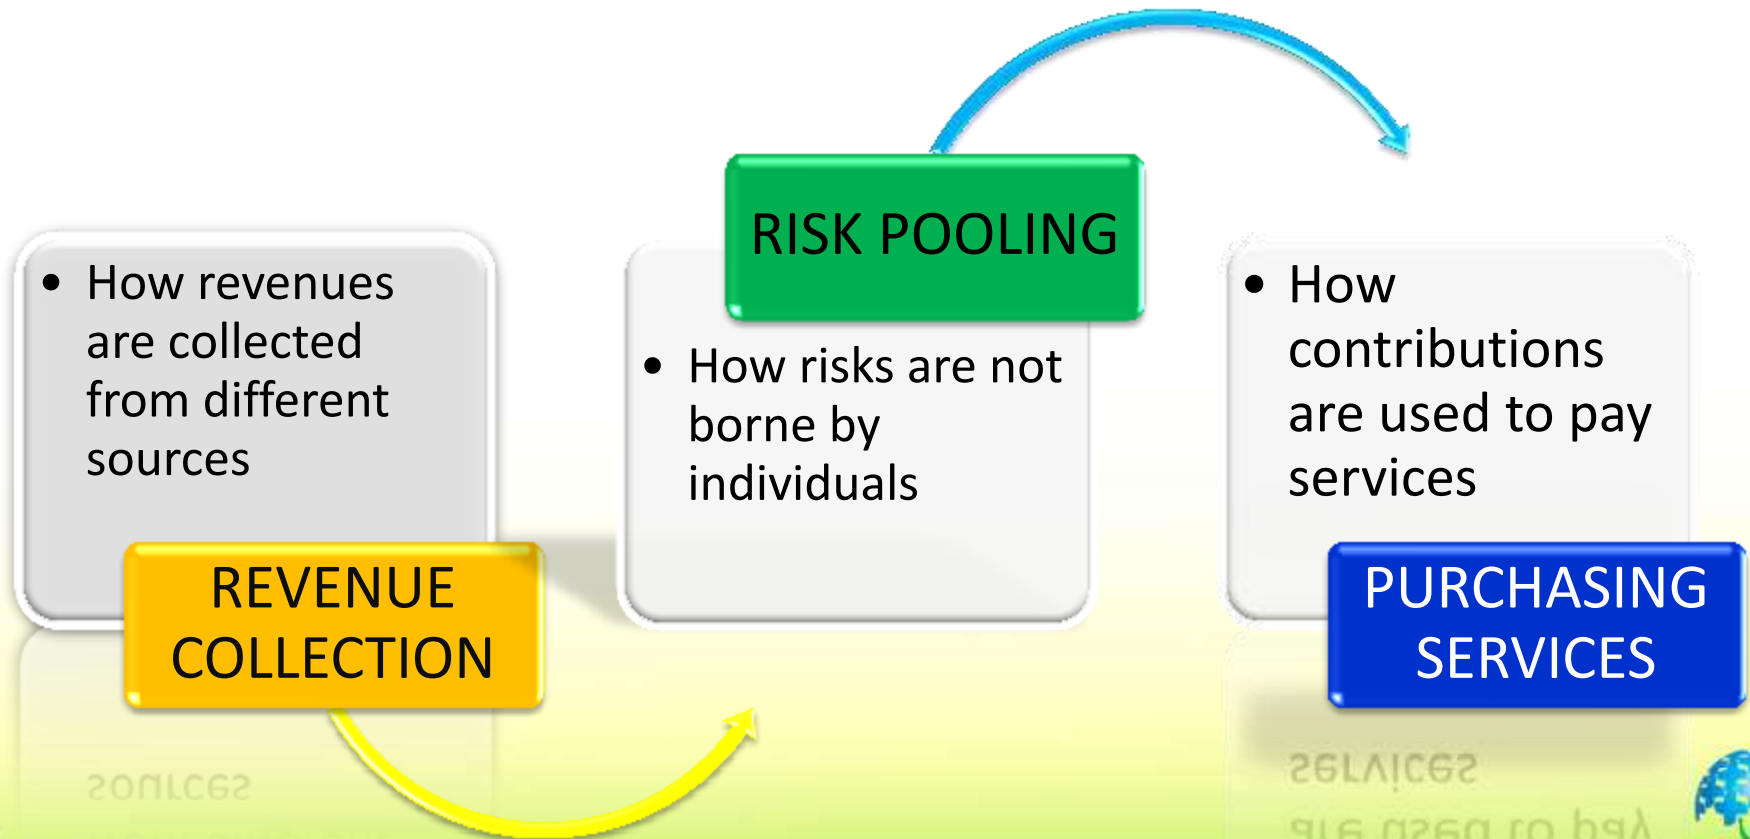 • How revenues
are collected
from different
sources
REVENUE
COLLECTION
RISK POOLING
• How risks are not
borne by
individuals
• How
contributions
are used to pay
services
PURCHASING
SERVICES